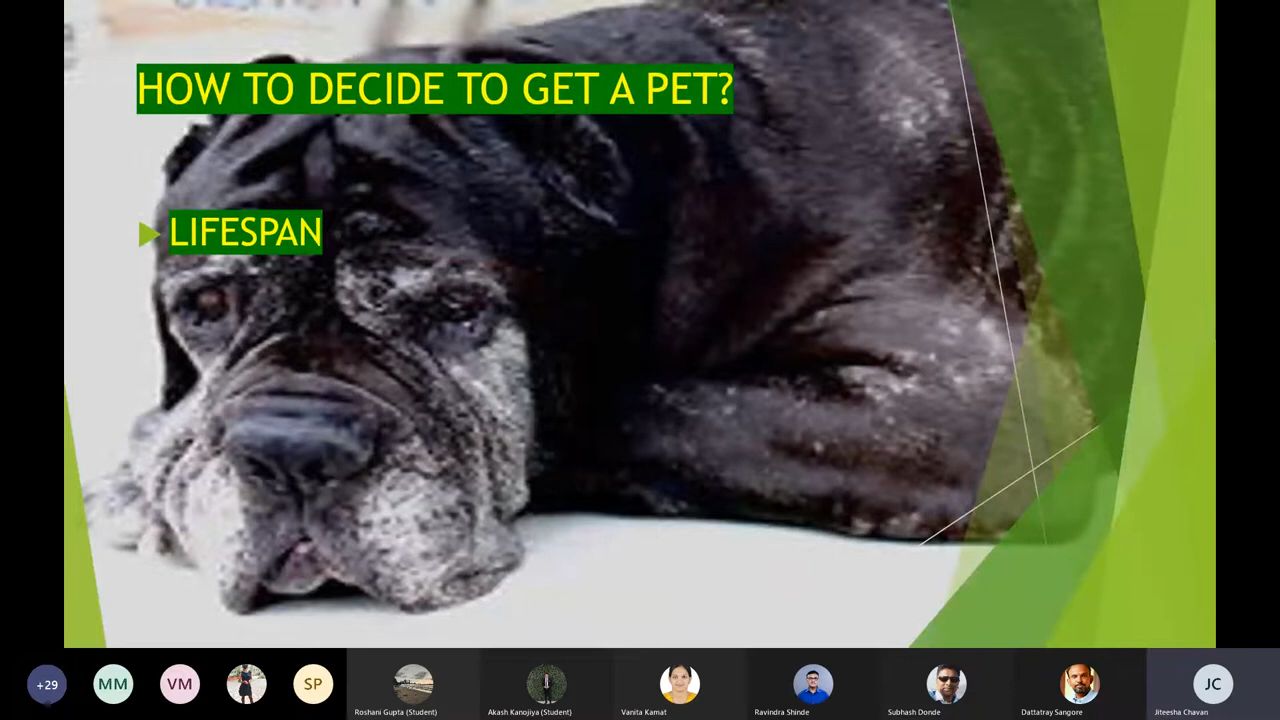 HOW TO DECIDE TO GET A PET?
LIFESPAN
+29
MM
VM
SP
JC
Roshani Gupta (Student)
Akash Kanojiya (Student)
Vanita Kamat
Ravindra Shinde
Subhash Donde
Dattatray Sangore
Jiteesha Chavan